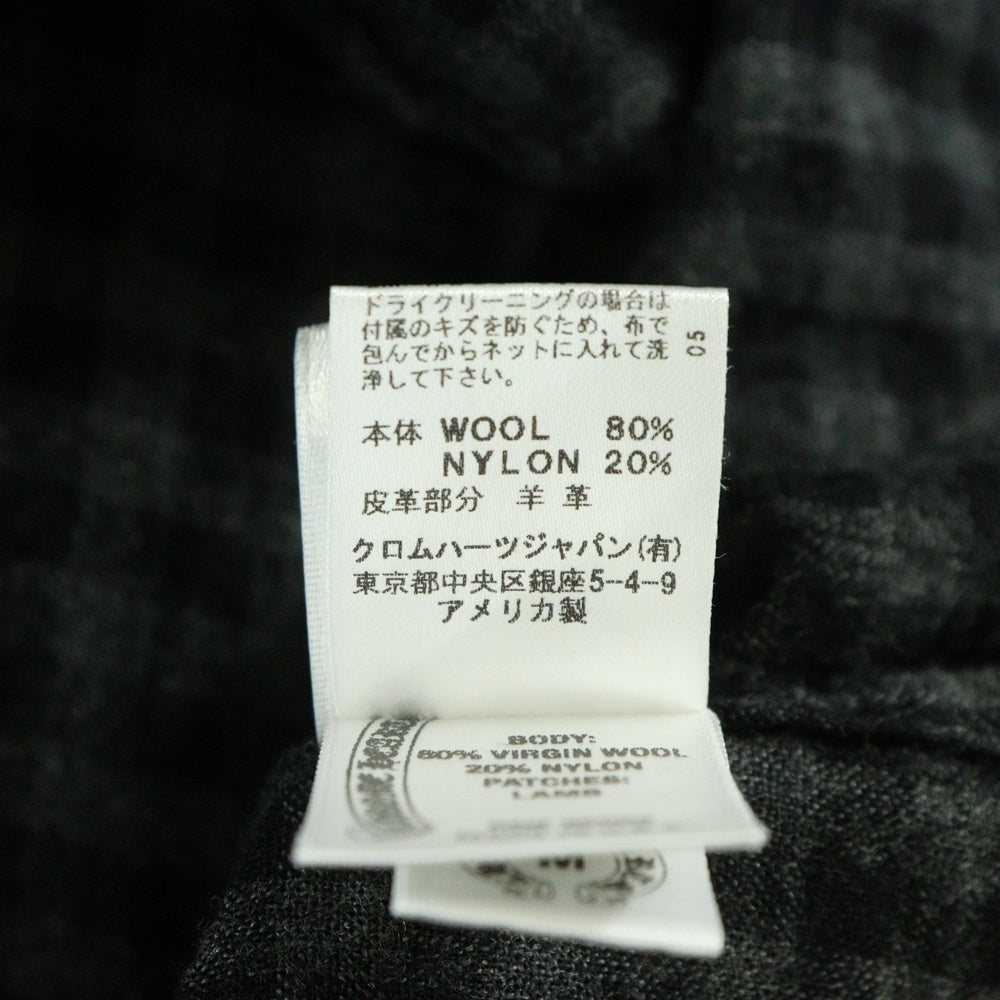 ドライクリーニングの場合は
付属のキズを防ぐため、布で
包んでからネットに入れて洗
浄して下さい。
05
本体 WOOL 80%
NYLON 20%
皮革部分 羊革
クロムハーツジャパン(有)
東京都中央区銀座5-4-9
アメリカ製
BODY:
80% VIRGIN WOOL
20% NYLON
PATCHES:
LAMB
M